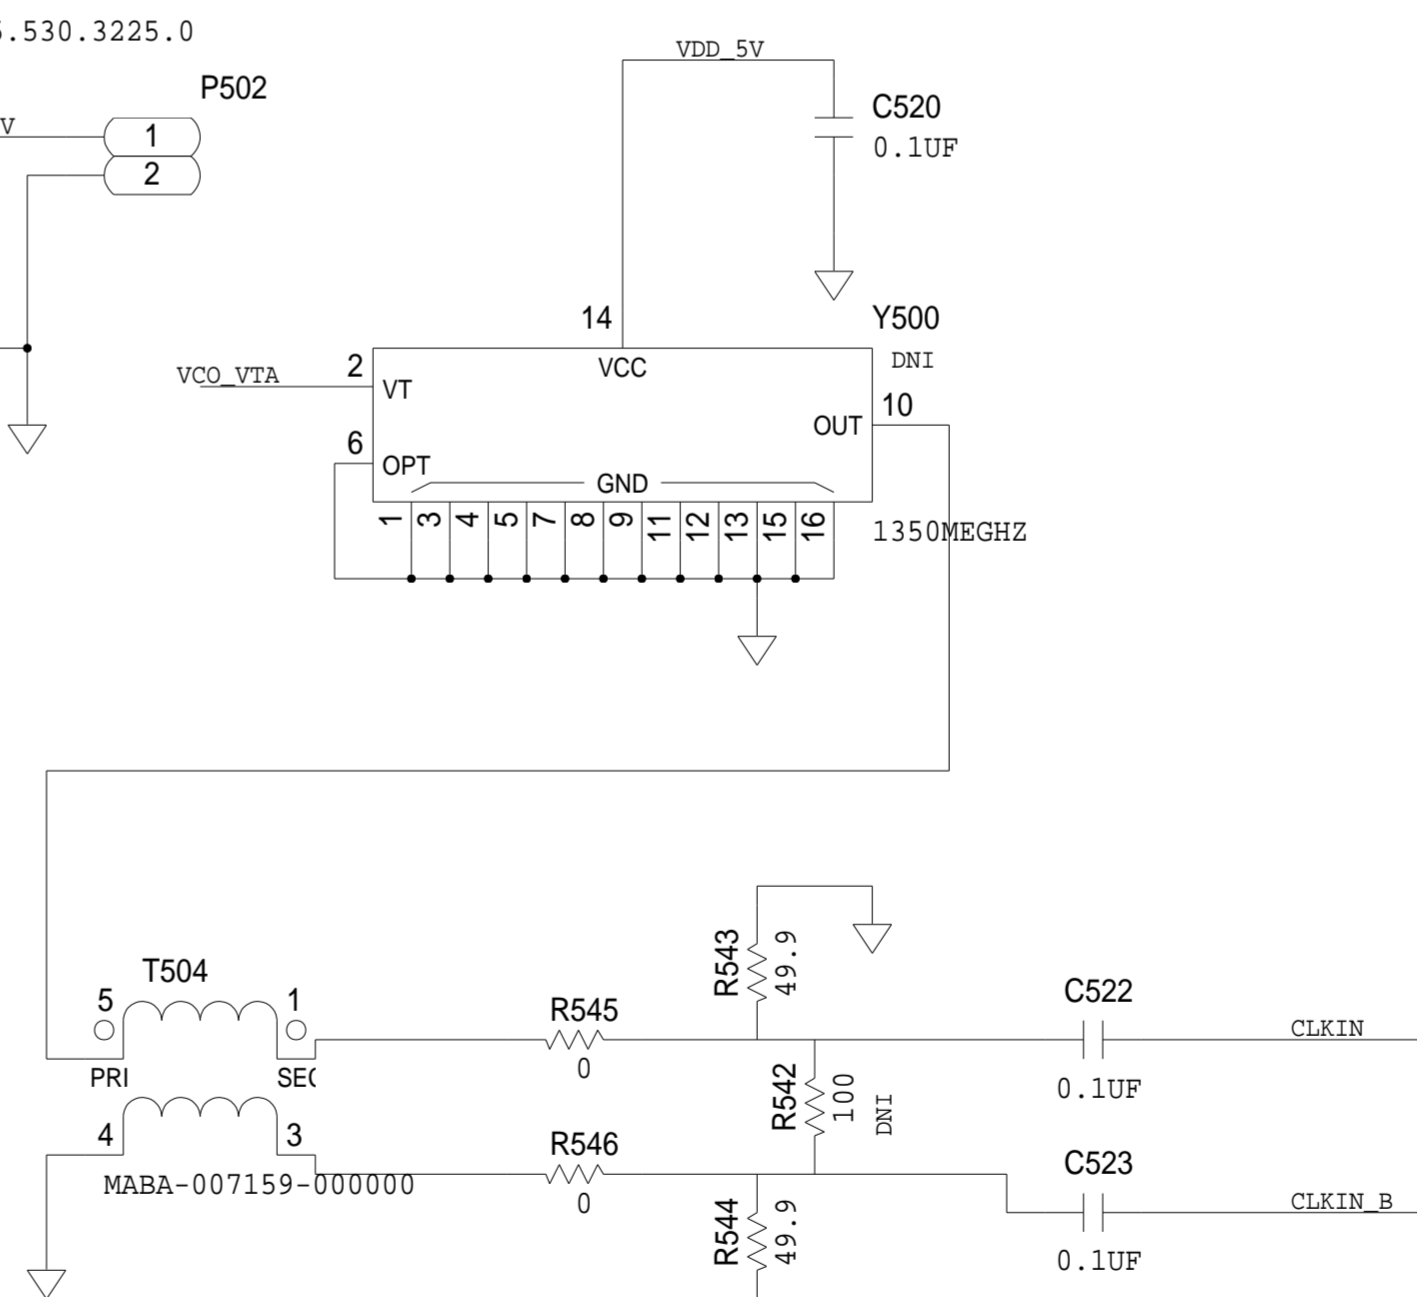 5.530.3225.0
P502
V
1
2
VDD_5V
C520
0.1UF
14
Y500
DNI
VCC
VCO_VTA
2
VT
10
OUT
6
OPT
GND
1
3
4
5
7
8
9
11
12
13
15
16
1350MEGHZ
T504
5
1
PRI
SEC
4
3
MABA-007159-000000
R545
0
R546
0
R543
49.9
R542
100
DNI
R544
49.9
C522
0.1UF
CLKIN
C523
0.1UF
CLKIN_B